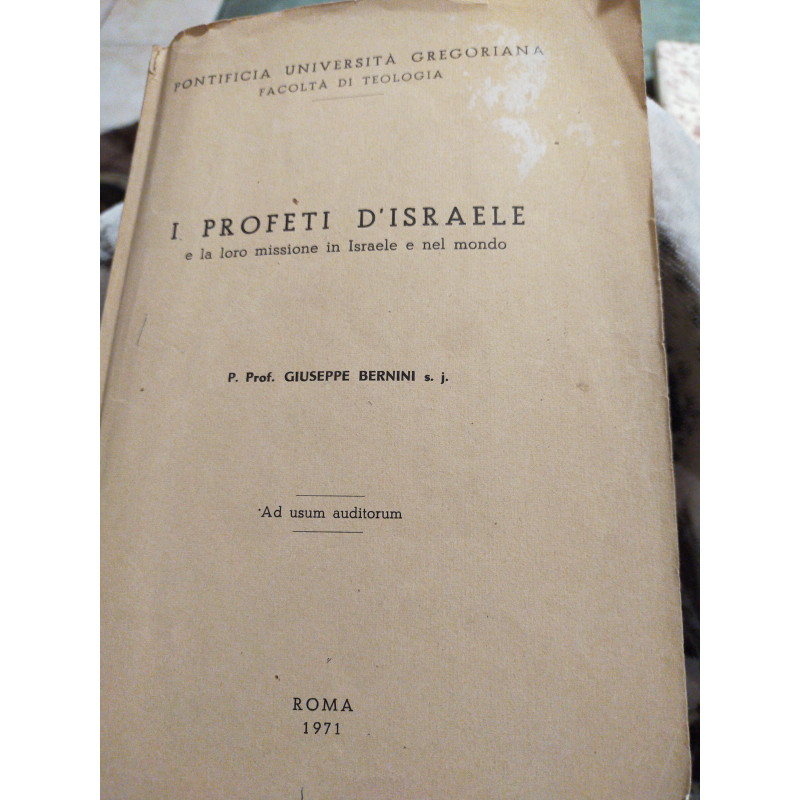 PONTIFICIA UNIVERSITÀ GREGORIANA
FACOLTÀ DI TEOLOGIA
I PROFETI D'ISRAELE
e la loro missione in Israele e nel mondo
P. Prof. GIUSEPPE BERNINI s. j.
Ad usum auditorum
ROMA
1971